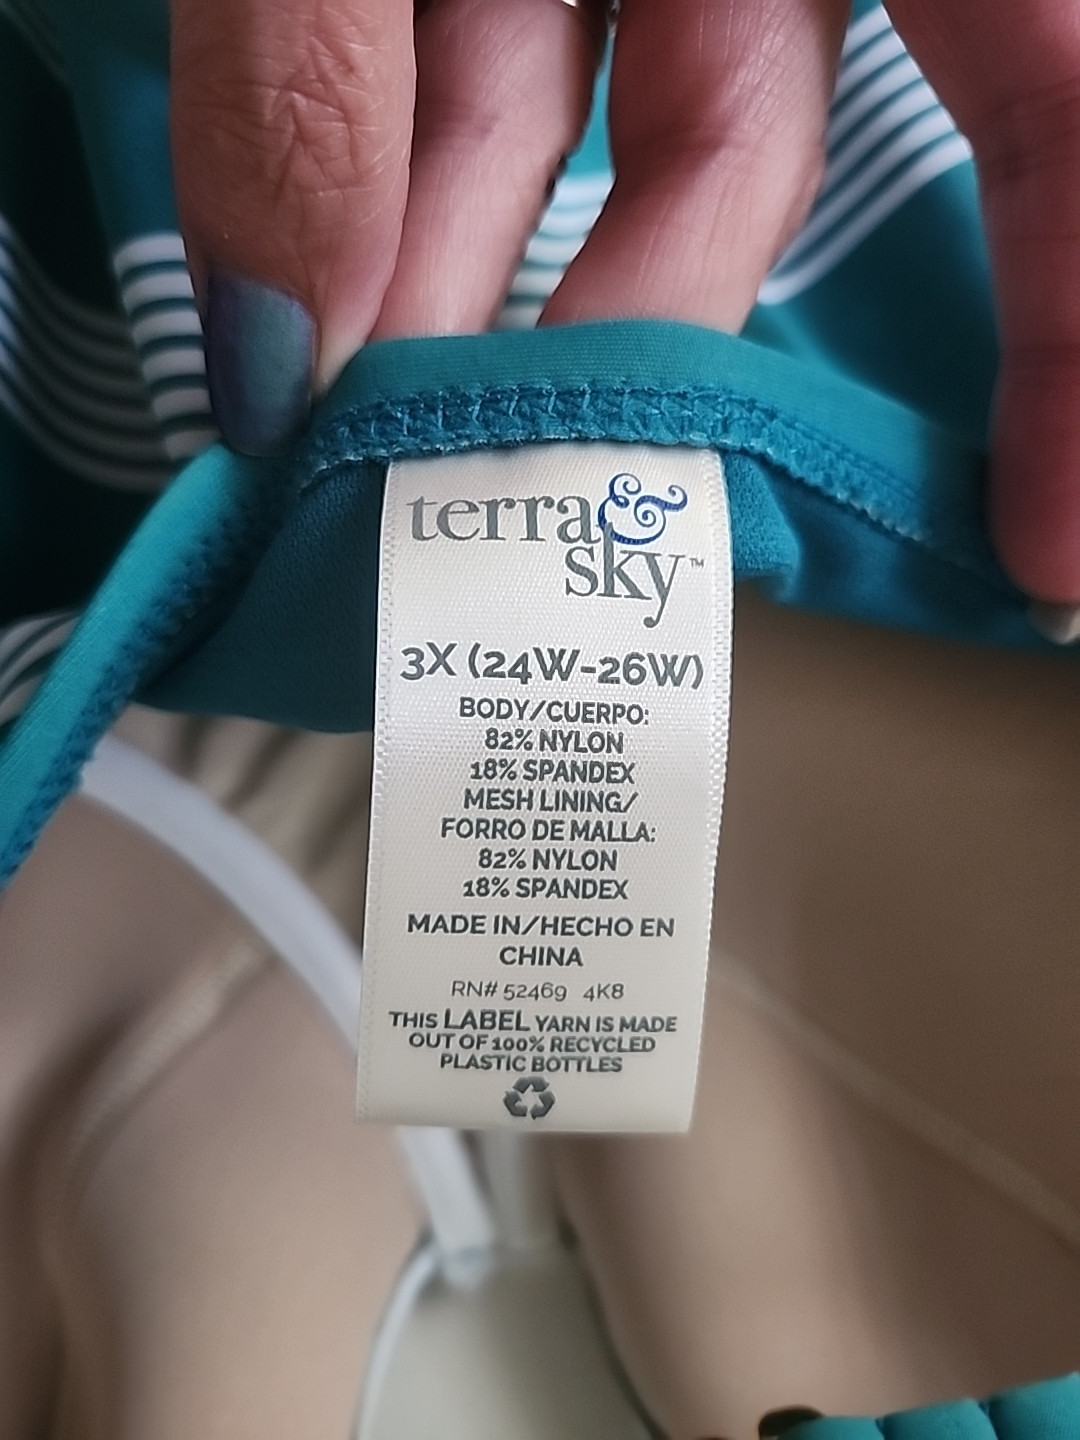 terra &
sky™
3X (24W-26W)
BODY/CUERPO:
82% NYLON
18% SPANDEX
MESH LINING/
FORRO DE MALLA:
82% NYLON
18% SPANDEX
MADE IN/HECHO EN
CHINA
RN# 52469 4K8
THIS LABEL YARN IS MADE
OUT OF 100% RECYCLED
PLASTIC BOTTLES